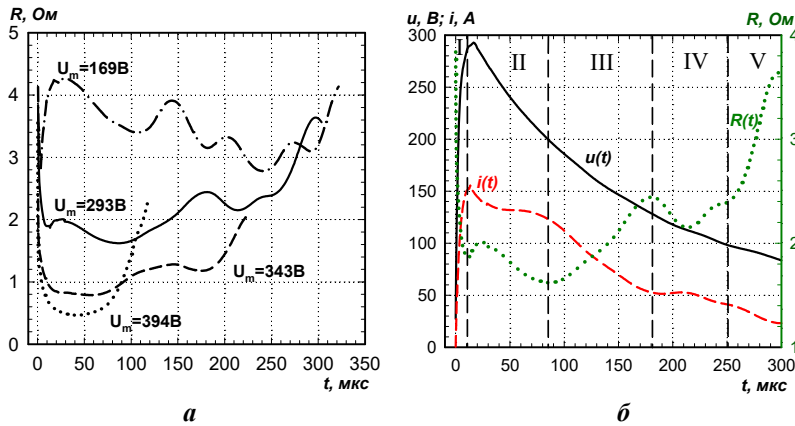 R, Ом
5
4
3
2
1
0
U_m=169В
U_m=293В
U_m=343В
U_m=394В
0 50 100 150 200 250 300 350
t, мкс
а
u, В; i, А
R, Ом
300
250
200
150
100
50
0
I II III IV V
R(t)
u(t)
i(t)
4
3
2
1
0 50 100 150 200 250 300
t, мкс
б